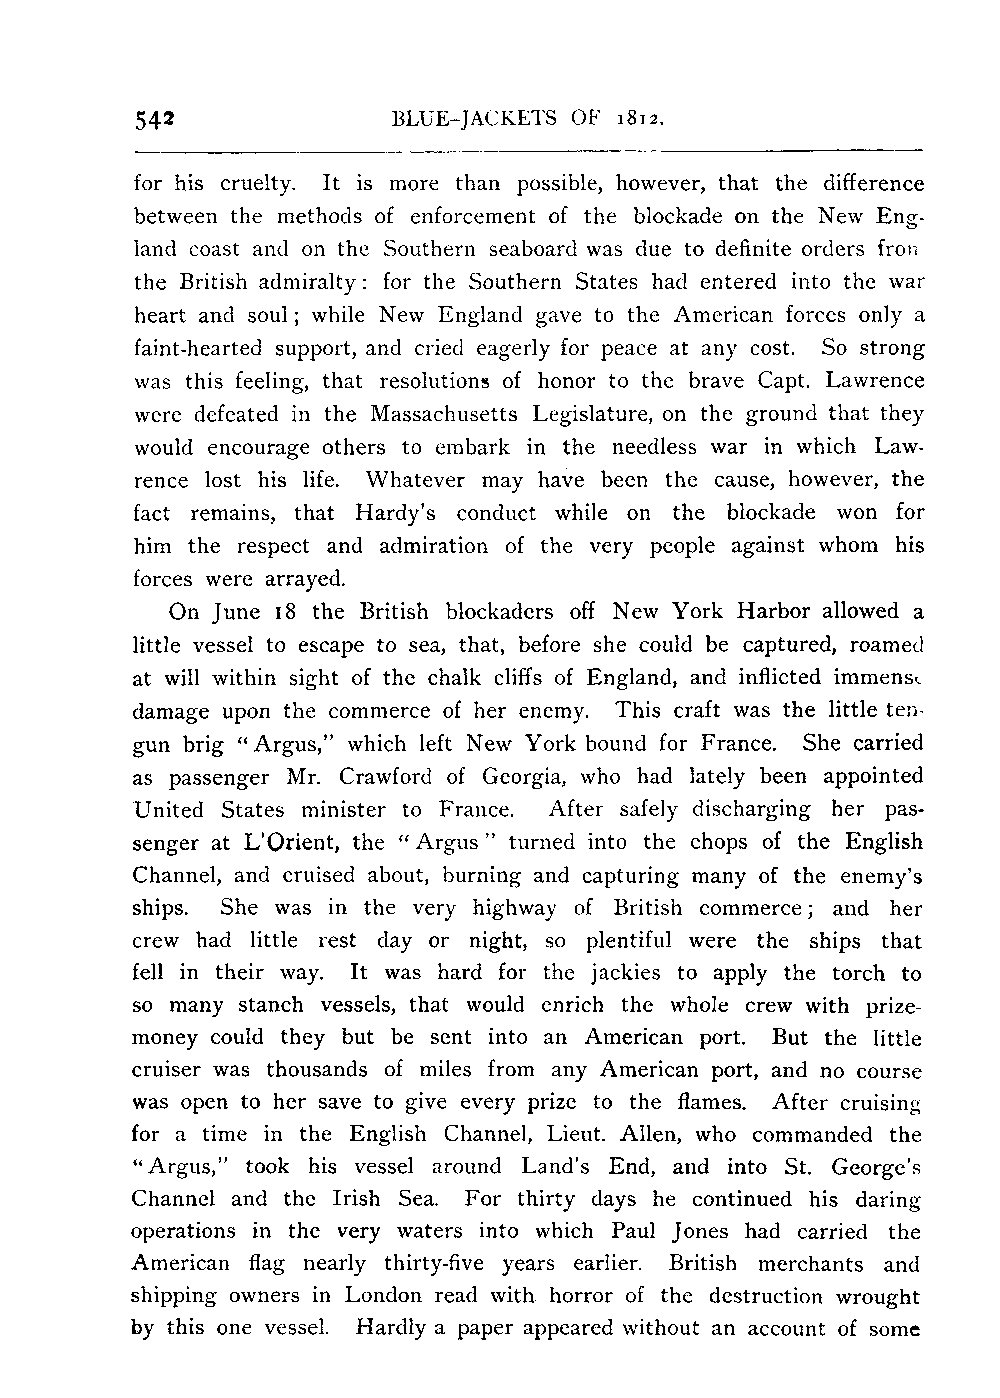 542 BLUE-JACKETS OF 1812.
for his cruelty. It is more than possible, however, that the difference
between the methods of enforcement of the blockade on the New Eng-
land coast and on the Southern seaboard was due to definite orders from
the British admiralty: for the Southern States had entered into the war
heart and soul; while New England gave to the American forces only a
faint-hearted support, and cried eagerly for peace at any cost. So strong
was this feeling, that resolutions of honor to the brave Capt. Lawrence
were defeated in the Massachusetts Legislature, on the ground that they
would encourage others to embark in the needless war in which Law-
rence lost his life. Whatever may have been the cause, however, the
fact remains, that Hardy's conduct while on the blockade won for
him the respect and admiration of the very people against whom his
forces were arrayed.
On June 18 the British blockaders off New York Harbor allowed a
little vessel to escape to sea, that, before she could be captured, roamed
at will within sight of the chalk cliffs of England, and inflicted immense
damage upon the commerce of her enemy. This craft was the little ten-
gun brig "Argus," which left New York bound for France. She carried
as passenger Mr. Crawford of Georgia, who had lately been appointed
United States minister to France. After safely discharging her pas-
senger at L'Orient, the "Argus" turned into the chops of the English
Channel, and cruised about, burning and capturing many of the enemy's
ships. She was in the very highway of British commerce; and her
crew had little rest day or night, so plentiful were the ships that
fell in their way. It was hard for the jackies to apply the torch to
so many stanch vessels, that would enrich the whole crew with prize-
money could they but be sent into an American port. But the little
cruiser was thousands of miles from any American port, and no course
was open to her save to give every prize to the flames. After cruising
for a time in the English Channel, Lieut. Allen, who commanded the
"Argus," took his vessel around Land's End, and into St. George's
Channel and the Irish Sea. For thirty days he continued his daring
operations in the very waters into which Paul Jones had carried the
American flag nearly thirty-five years earlier. British merchants and
shipping owners in London read with horror of the destruction wrought
by this one vessel. Hardly a paper appeared without an account of some